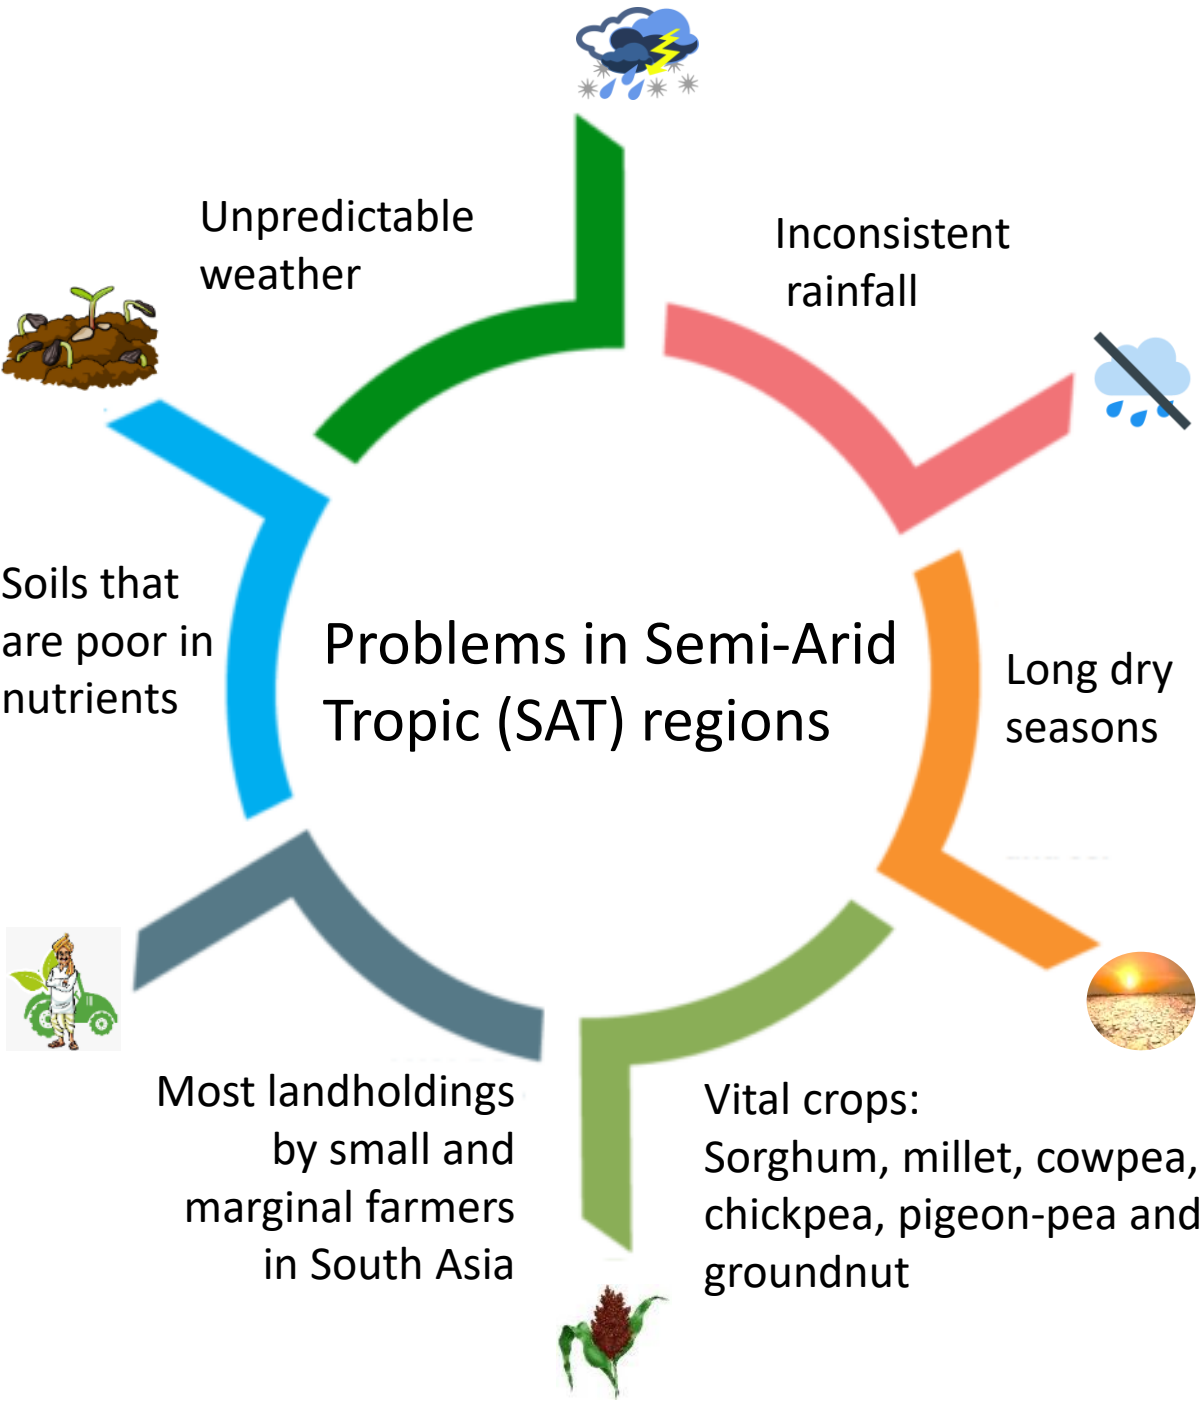 Unpredictable
weather
Inconsistent
rainfall
Soils that
are poor in
nutrients
Problems in Semi-Arid
Tropic (SAT) regions
Long dry
seasons
Most landholdings
by small and
marginal farmers
in South Asia
Vital crops:
Sorghum, millet, cowpea,
chickpea, pigeon-pea and
groundnut